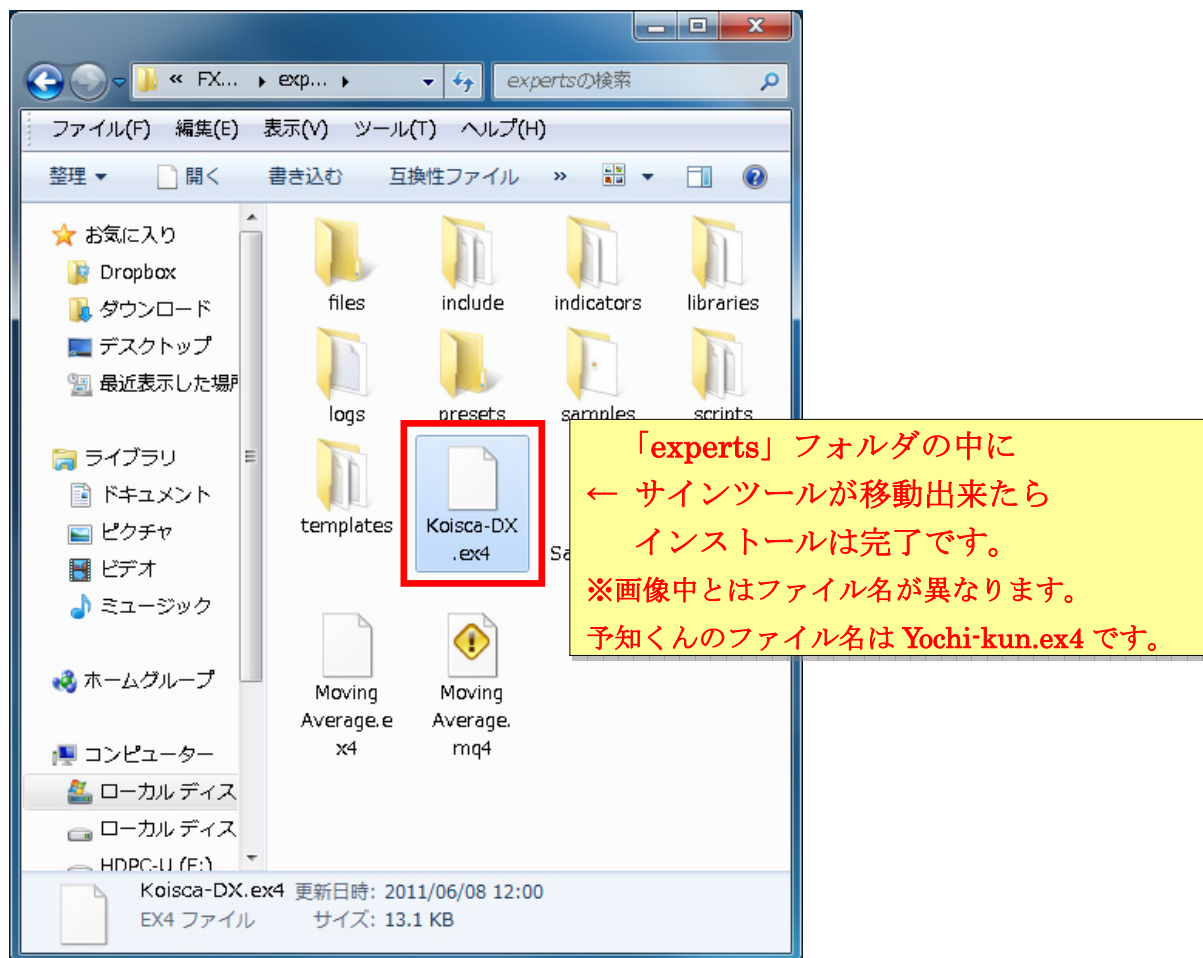 « FX... ▸ exp... ▸ expertsの検索
ファイル(F) 編集(E) 表示(V) ツール(T) ヘルプ(H)
整理 開く 書き込む 互換性ファイル »
お気に入り
Dropbox
ダウンロード
デスクトップ
最近表示した場所
ライブラリ
ドキュメント
ピクチャ
ビデオ
ミュージック
ホームグループ
コンピューター
ローカル ディス
ローカル ディス
HDPC-U (F:)
files include indicators libraries
logs presets samples scripts
templates
Koisca-DX
.ex4
Sa
Moving
Average.e
x4
Moving
Average.
mq4
「experts」フォルダの中に
← サインツールが移動出来たら
インストールは完了です。
※画像中とはファイル名が異なります。
予知くんのファイル名は Yochi-kun.ex4 です。
Koisca-DX.ex4 更新日時: 2011/06/08 12:00
EX4 ファイル サイズ: 13.1 KB